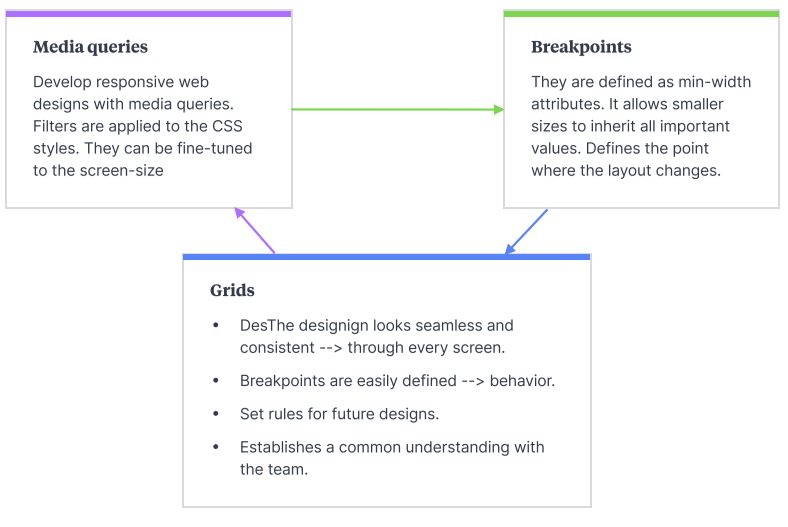 Media queries
Develop responsive web
designs with media queries.
Filters are applied to the CSS
styles. They can be fine-tuned
to the screen-size
Breakpoints
They are defined as min-width
attributes. It allows smaller
sizes to inherit all important
values. Defines the point
where the layout changes.
Grids
• DesThe designign looks seamless and
consistent --> through every screen.
• Breakpoints are easily defined --> behavior.
• Set rules for future designs.
• Establishes a common understanding with
the team.